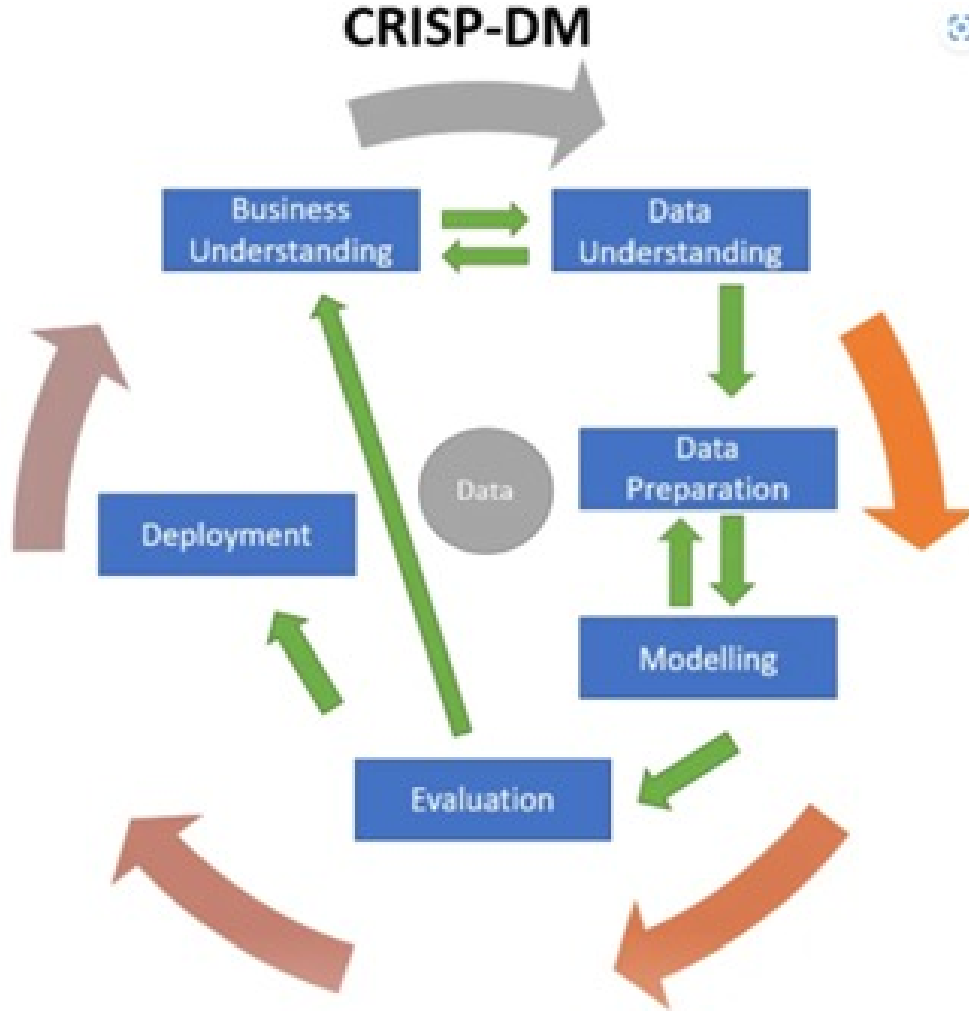 CRISP-DM
Business
Understanding
Data
Understanding
Data
Preparation
Data
Deployment
Modelling
Evaluation